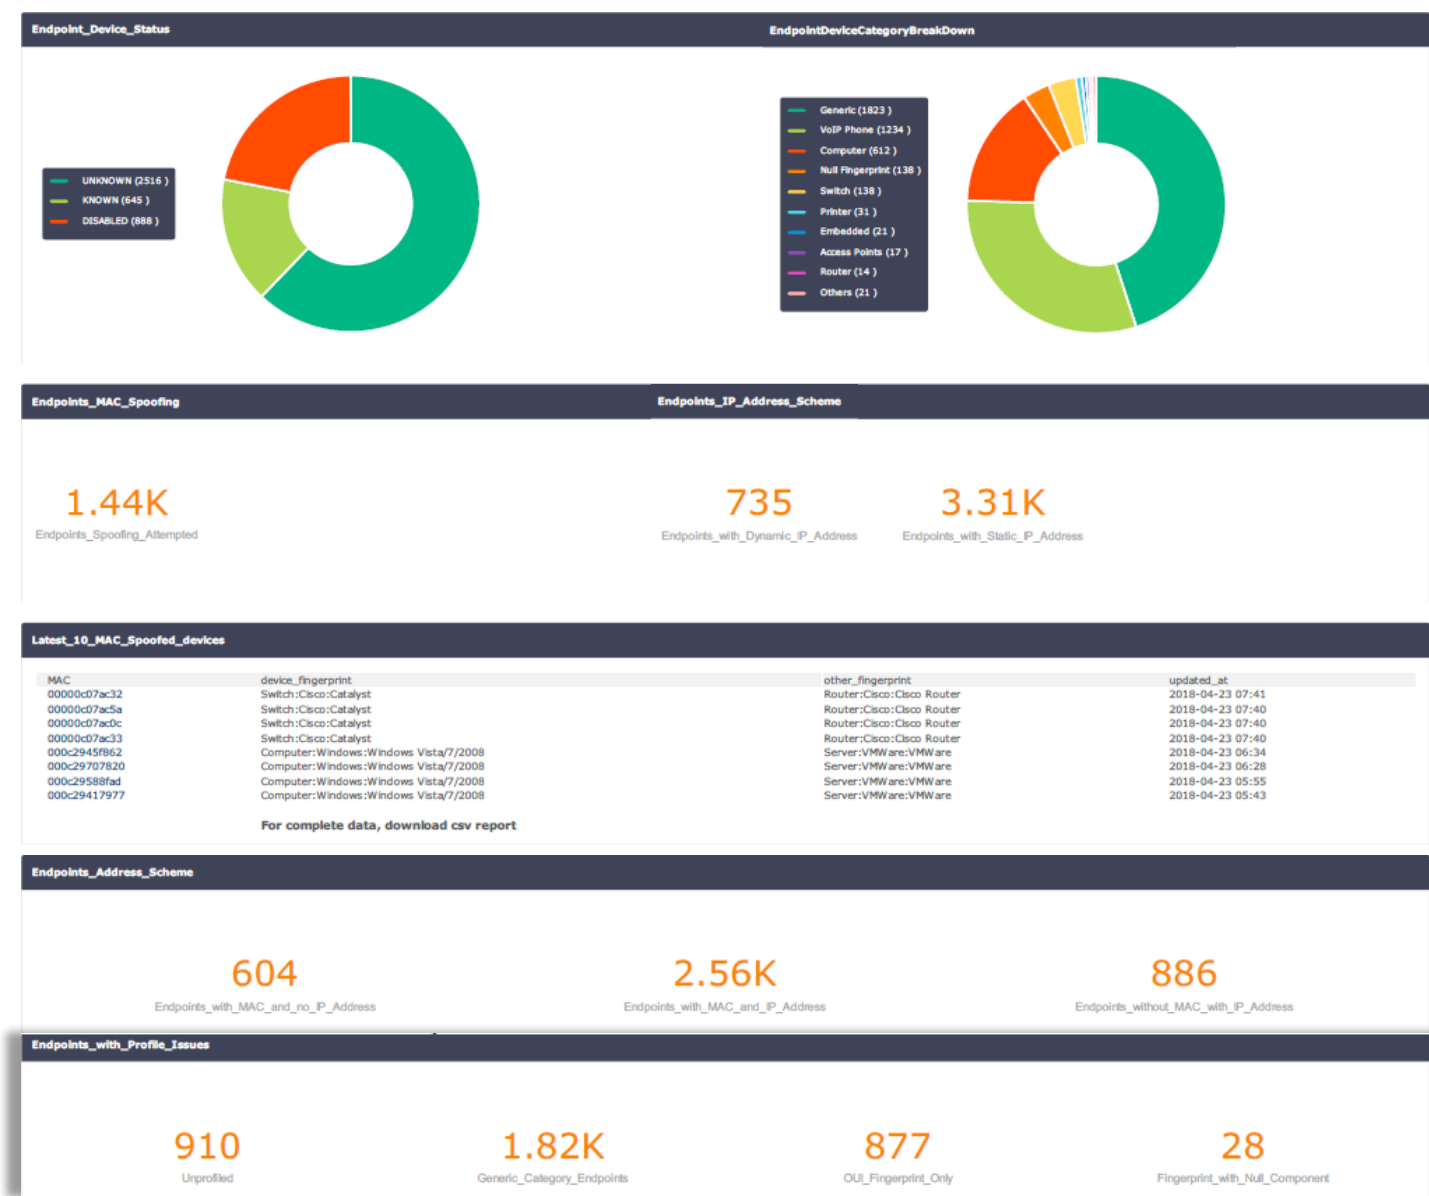 Endpoint_Device_Status
EndpointDeviceCategoryBreakDown
UNKNOWN (2516 )
KNOWN (645 )
DISABLED (888 )
Generic (1823 )
VoIP Phone (1234 )
Computer (612 )
Null Fingerprint (138 )
Switch (138 )
Printer (31 )
Embedded (21 )
Access Points (17 )
Router (14 )
Others (21 )
Endpoints_MAC_Spoofing
Endpoints_IP_Address_Scheme
1.44K
Endpoints_Spoofing_Attempted
735
Endpoints_with_Dynamic_IP_Address
3.31K
Endpoints_with_Static_IP_Address
Latest_10_MAC_Spoofed_devices
MAC device_fingerprint other_fingerprint updated_at
00000c07ac32 Switch:Cisco:Catalyst Router:Cisco:Cisco Router 2018-04-23 07:41
00000c07ac5a Switch:Cisco:Catalyst Router:Cisco:Cisco Router 2018-04-23 07:40
00000c07ac0c Switch:Cisco:Catalyst Router:Cisco:Cisco Router 2018-04-23 07:40
00000c07ac33 Switch:Cisco:Catalyst Router:Cisco:Cisco Router 2018-04-23 07:40
000c2945f862 Computer:Windows:Windows Vista/7/2008 Server:VMWare:VMWare 2018-04-23 06:34
000c29707820 Computer:Windows:Windows Vista/7/2008 Server:VMWare:VMWare 2018-04-23 06:28
000c29588fad Computer:Windows:Windows Vista/7/2008 Server:VMWare:VMWare 2018-04-23 05:55
000c29417977 Computer:Windows:Windows Vista/7/2008 Server:VMWare:VMWare 2018-04-23 05:43
For complete data, download csv report
Endpoints_Address_Scheme
604
Endpoints_with_MAC_and_no_IP_Address
2.56K
Endpoints_with_MAC_and_IP_Address
886
Endpoints_without_MAC_with_IP_Address
Endpoints_with_Profile_Issues
910
Unprofiled
1.82K
Generic_Category_Endpoints
877
OUI_Fingerprint_Only
28
Fingerprint_with_Null_Component